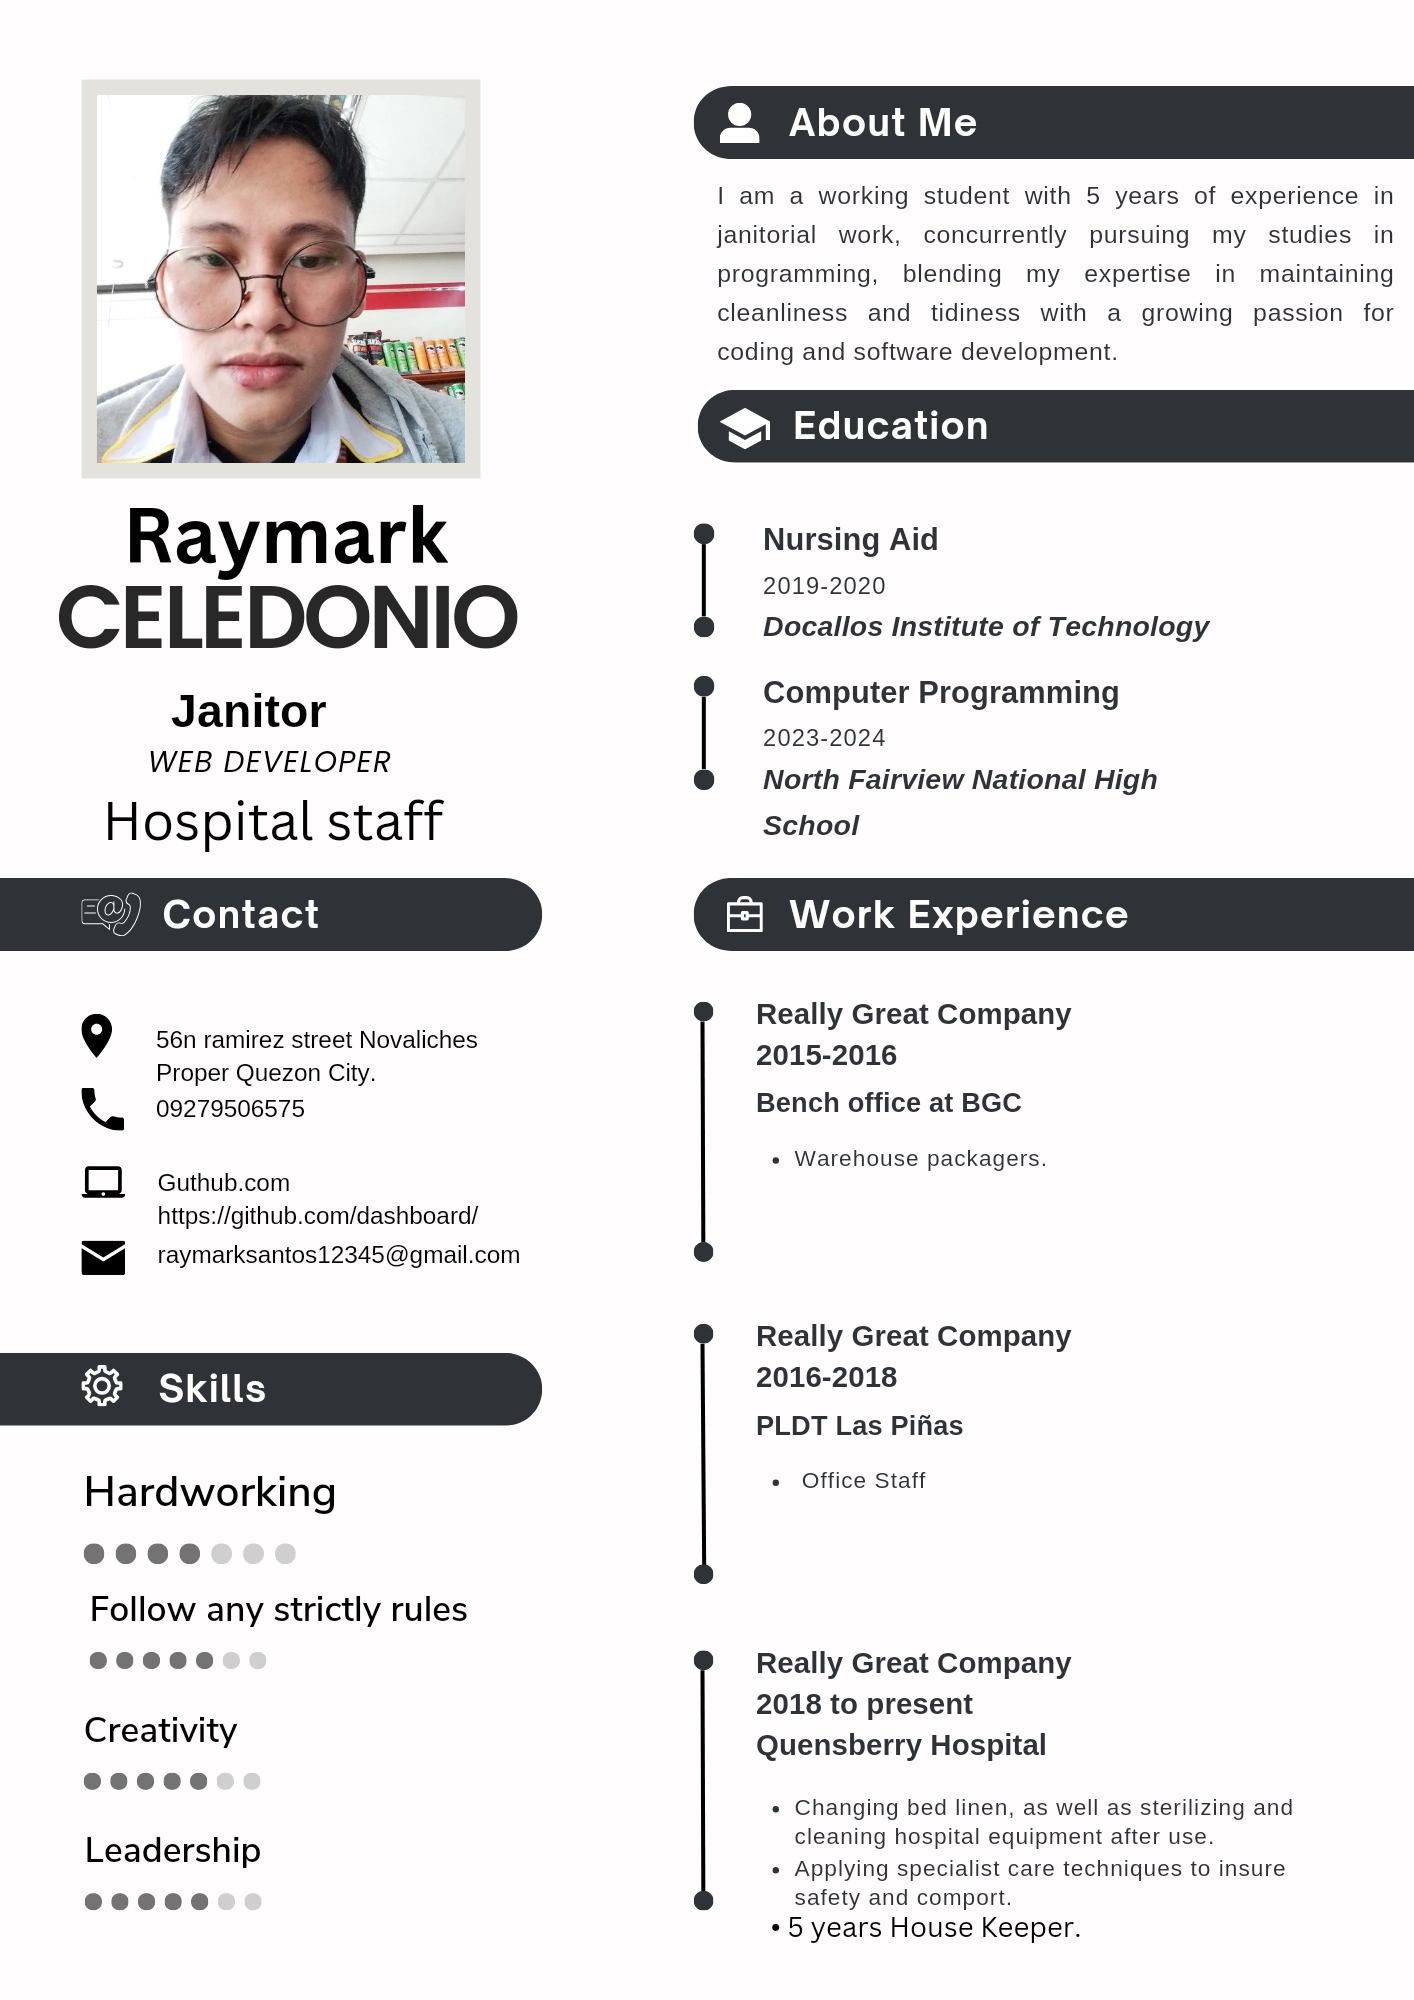 Raymark
CELEDONIO
Janitor
WEB DEVELOPER
Hospital staff
Contact
56n ramirez street Novaliches
Proper Quezon City.
09279506575
Guthub.com
https://github.com/dashboard/
raymarksantos12345@gmail.com
Skills
Hardworking
Follow any strictly rules
Creativity
Leadership
About Me
I am a working student with 5 years of experience in
janitorial work, concurrently pursuing my studies in
programming, blending my expertise in maintaining
cleanliness and tidiness with a growing passion for
coding and software development.
Education
Nursing Aid
2019-2020
Docallos Institute of Technology
Computer Programming
2023-2024
North Fairview National High
School
Work Experience
Really Great Company
2015-2016
Bench office at BGC
• Warehouse packagers.
Really Great Company
2016-2018
PLDT Las Piñas
• Office Staff
Really Great Company
2018 to present
Quensberry Hospital
• Changing bed linen, as well as sterilizing and
cleaning hospital equipment after use.
• Applying specialist care techniques to insure
safety and comport.
• 5 years House Keeper.